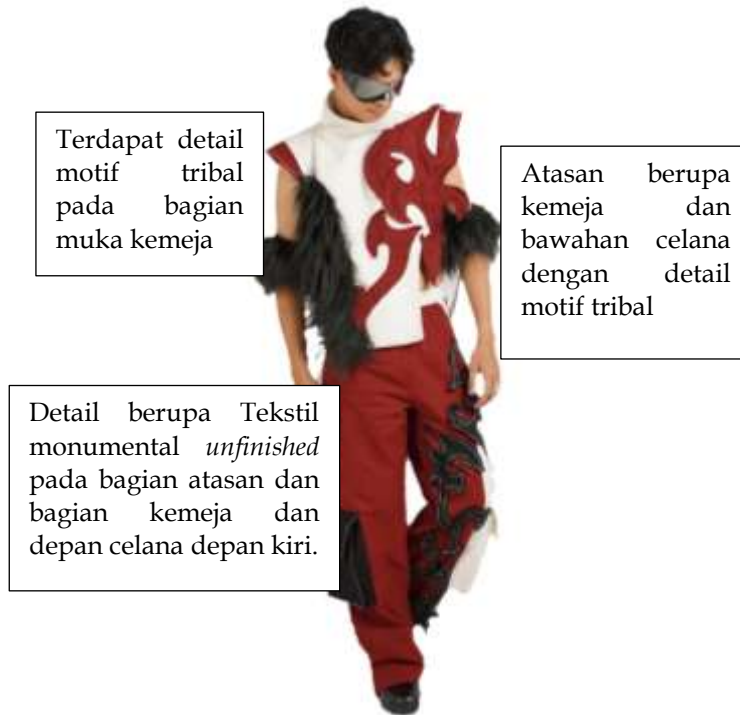 Terdapat detail
motif tribal
pada bagian
muka kemeja
Atasan berupa
kemeja dan
bawahan celana
dengan detail
motif tribal
Detail berupa Tekstil
monumental unfinished
pada bagian atasan dan
bagian kemeja dan
depan celana depan kiri.